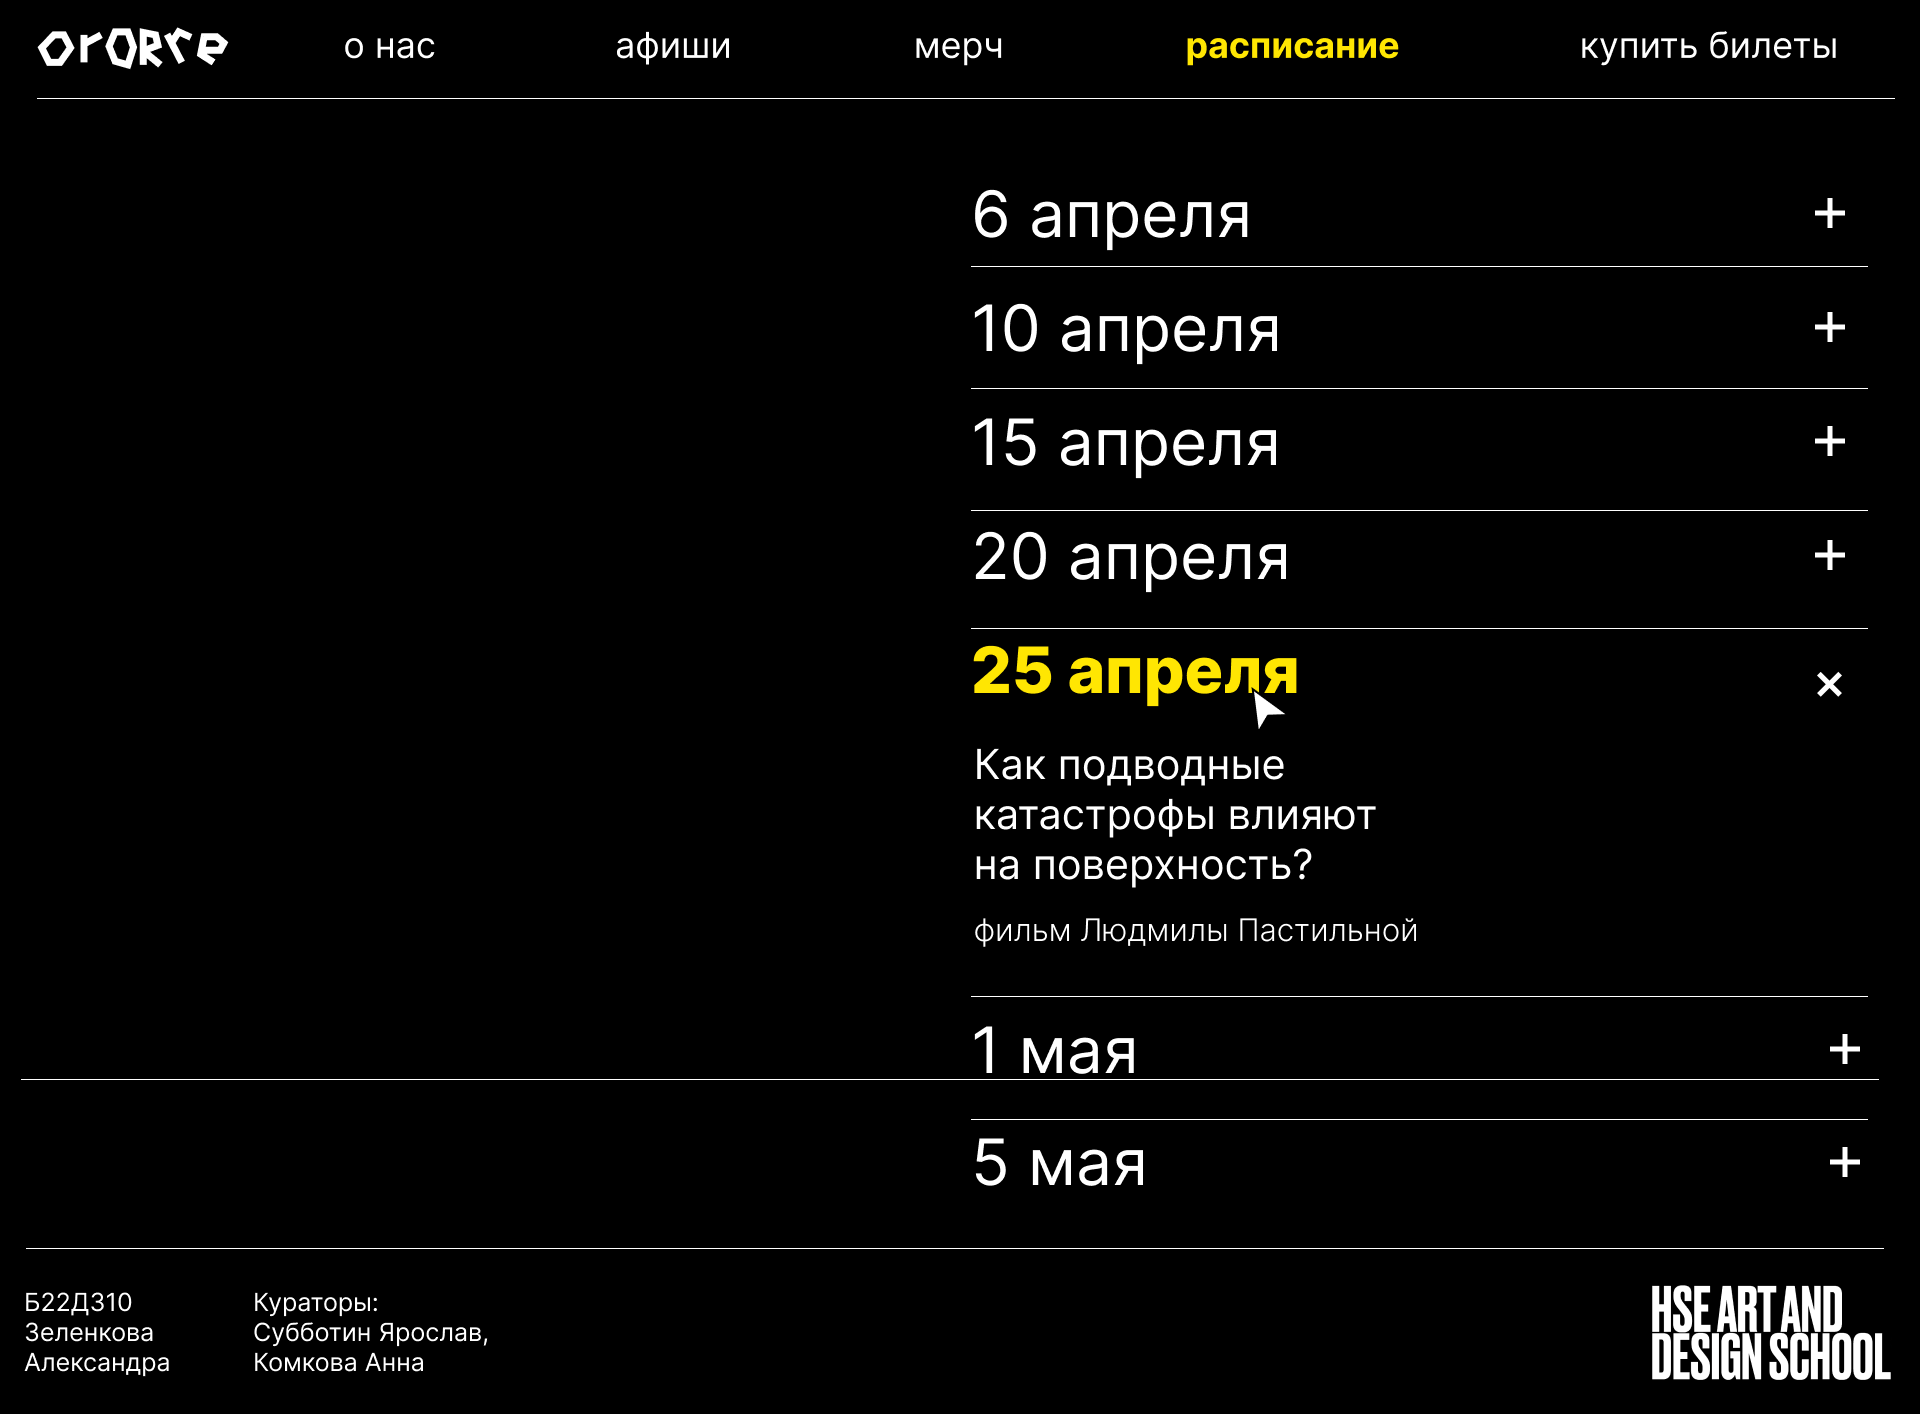 ororre
о нас
афиши
мерч
расписание
купить билеты
6 апреля
10 апреля
15 апреля
20 апреля
25 апреля
Как подводные
катастрофы влияют
на поверхность?
фильм Людмилы Пастильной
1 мая
5 мая
Б22Д310
Зеленкова
Александра
Кураторы:
Субботин Ярослав,
Комкова Анна
HSE ART AND
DESIGN SCHOOL